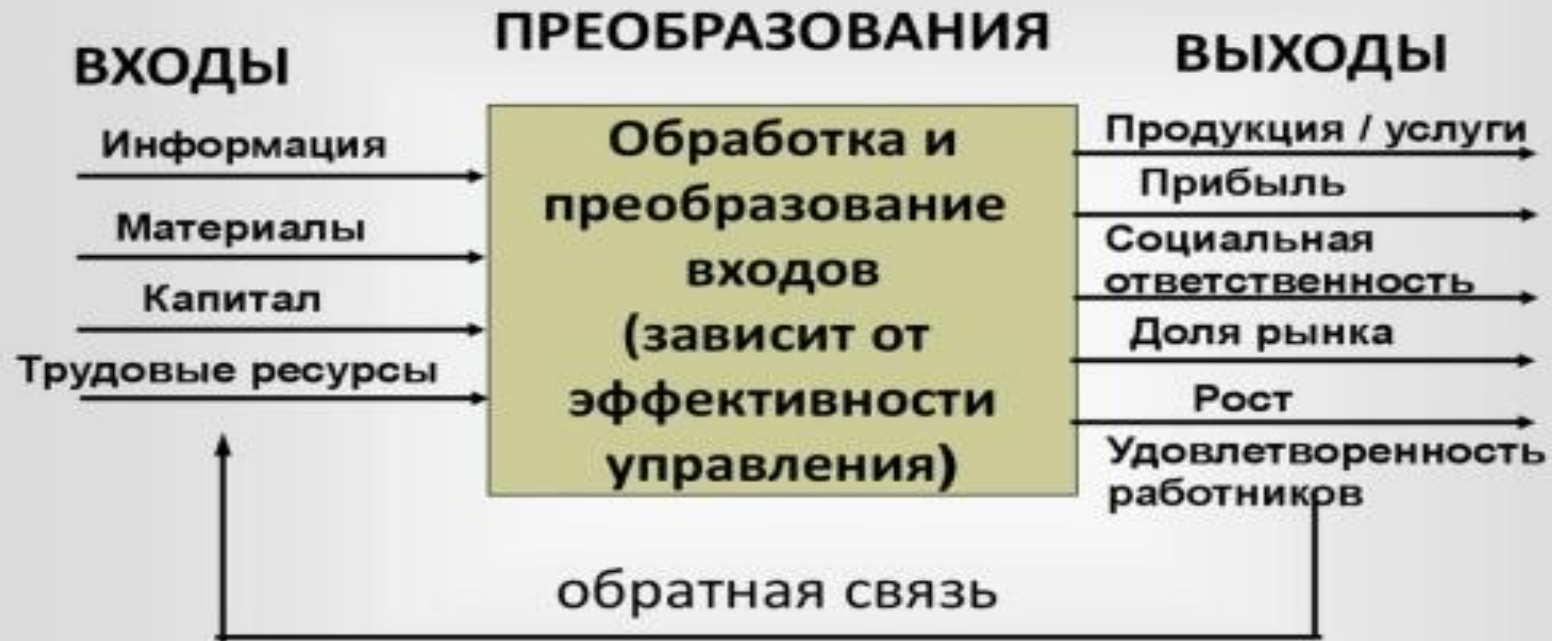 ВХОДЫ
Информация
Материалы
Капитал
Трудовые ресурсы
ПРЕОБРАЗОВАНИЯ
Обработка и
преобразование
входов
(зависит от
эффективности
управления)
ВЫХОДЫ
Продукция / услуги
Прибыль
Социальная
ответственность
Доля рынка
Рост
Удовлетворенность
работников
обратная связь